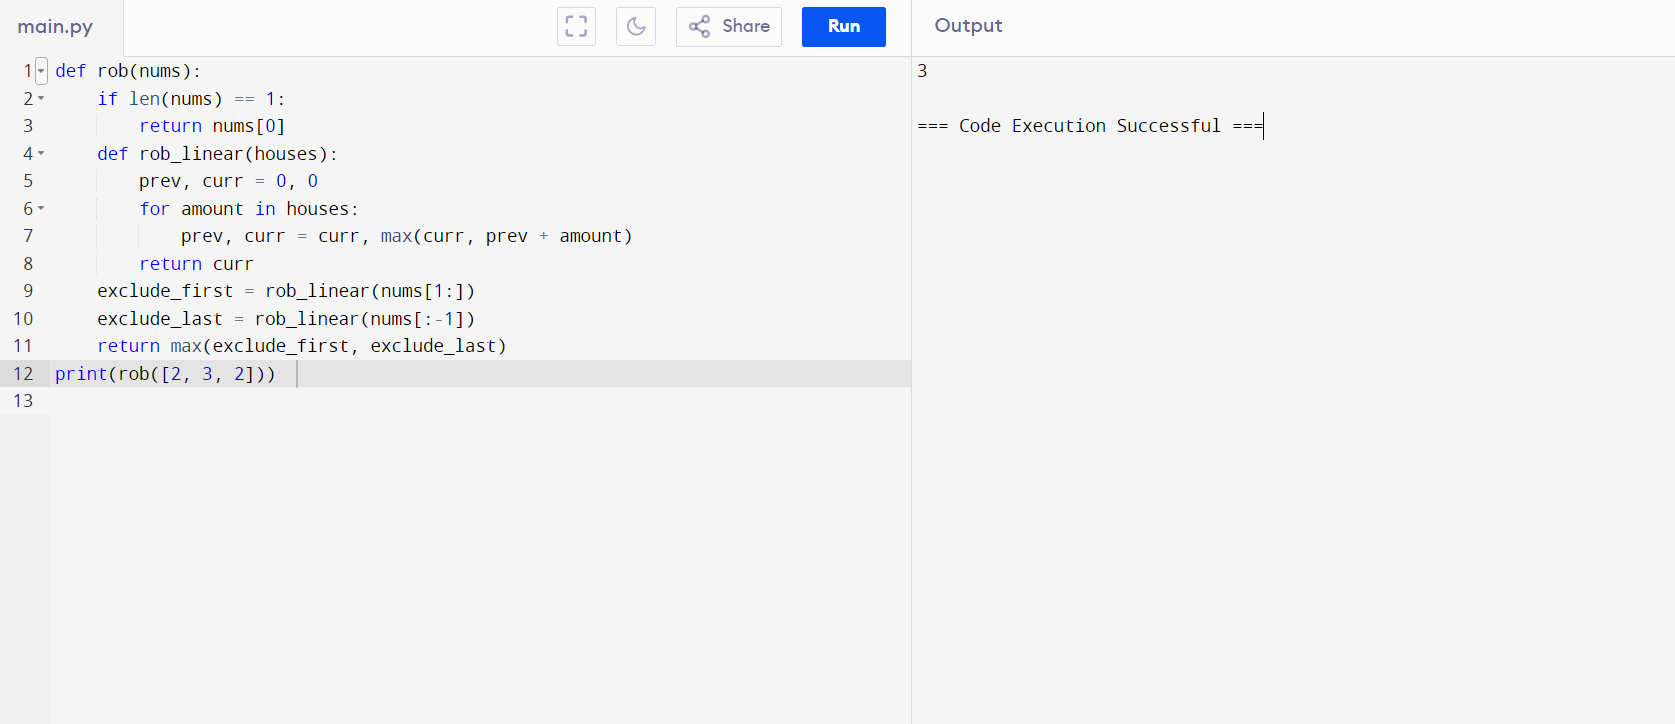 main.py
Share
Run
Output
1 def rob(nums):
2     if len(nums) == 1:
3         return nums[0]
4     def rob_linear(houses):
5         prev, curr = 0, 0
6         for amount in houses:
7             prev, curr = curr, max(curr, prev + amount)
8         return curr
9     exclude_first = rob_linear(nums[1:])
10     exclude_last = rob_linear(nums[:-1])
11     return max(exclude_first, exclude_last)
12 print(rob([2, 3, 2]))
13
3
=== Code Execution Successful ===